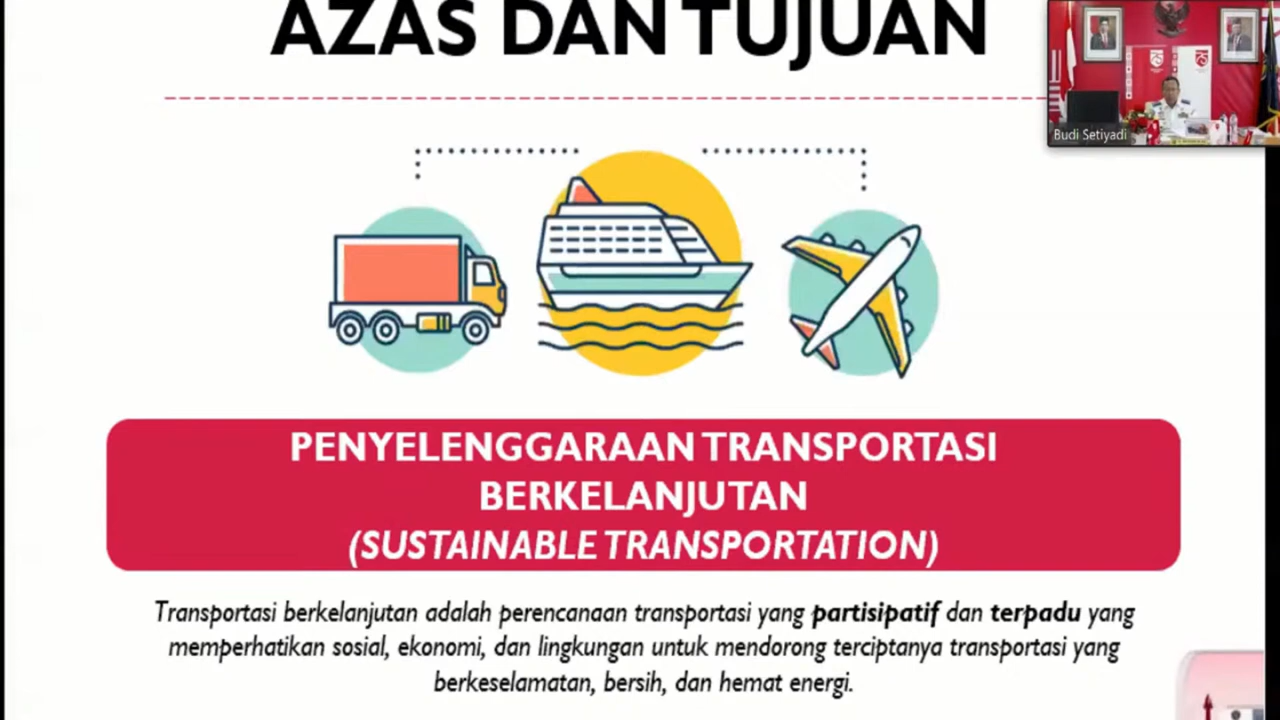 AZAS DAN TUJUAN
Budi Setiyadi
PENYELENGGARAAN TRANSPORTASI
BERKELANJUTAN
(SUSTAINABLE TRANSPORTATION)
Transportasi berkelanjutan adalah perencanaan transportasi yang partisipatif dan terpadu yang
memperhatikan sosial, ekonomi, dan lingkungan untuk mendorong terciptanya transportasi yang
berkeselamatan, bersih, dan hemat energi.